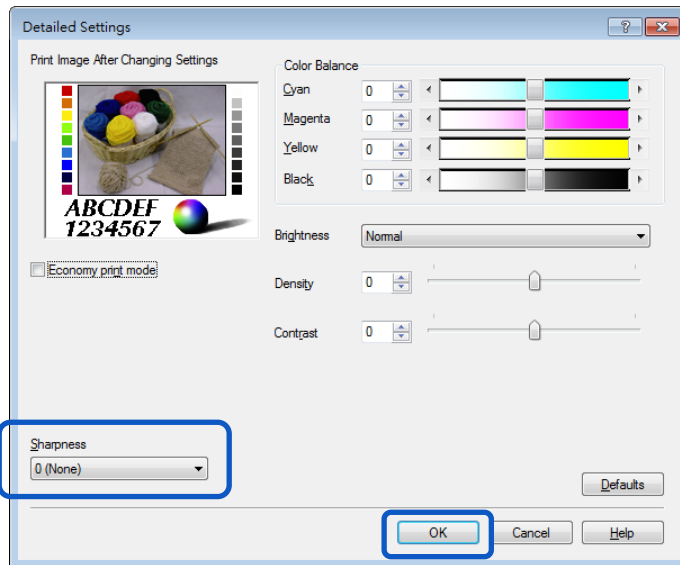 Detailed Settings
Print Image After Changing Settings
ABCDEF
1234567
Economy print mode
Color Balance
Cyan 0
Magenta 0
Yellow 0
Black 0
Brightness Normal
Density 0
Contrast 0
Sharpness
0 (None)
Defaults
OK Cancel Help